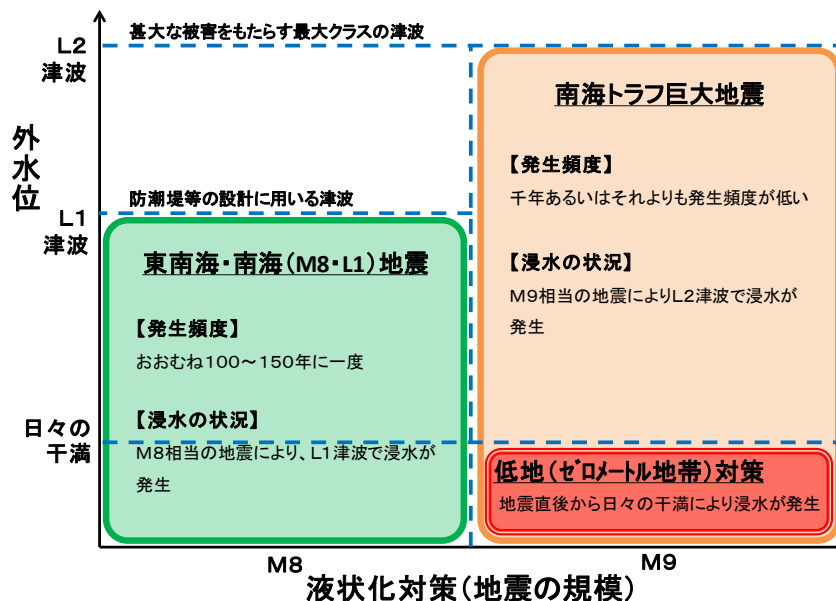 L2
津波
甚大な被害をもたらす最大クラスの津波
外水位
防潮堤等の設計に用いる津波
L1
津波
南海トラフ巨大地震
【発生頻度】
千年あるいはそれよりも発生頻度が低い
【浸水の状況】
M9相当の地震によりL2津波で浸水が
発生
東南海・南海(M8・L1)地震
【発生頻度】
おおむね100~150年に一度
【浸水の状況】
M8相当の地震により、L1津波で浸水が
発生
日々の
干満
低地(ゼロメートル地帯)対策
地震直後から日々の干満により浸水が発生
M8
M9
液状化対策(地震の規模)